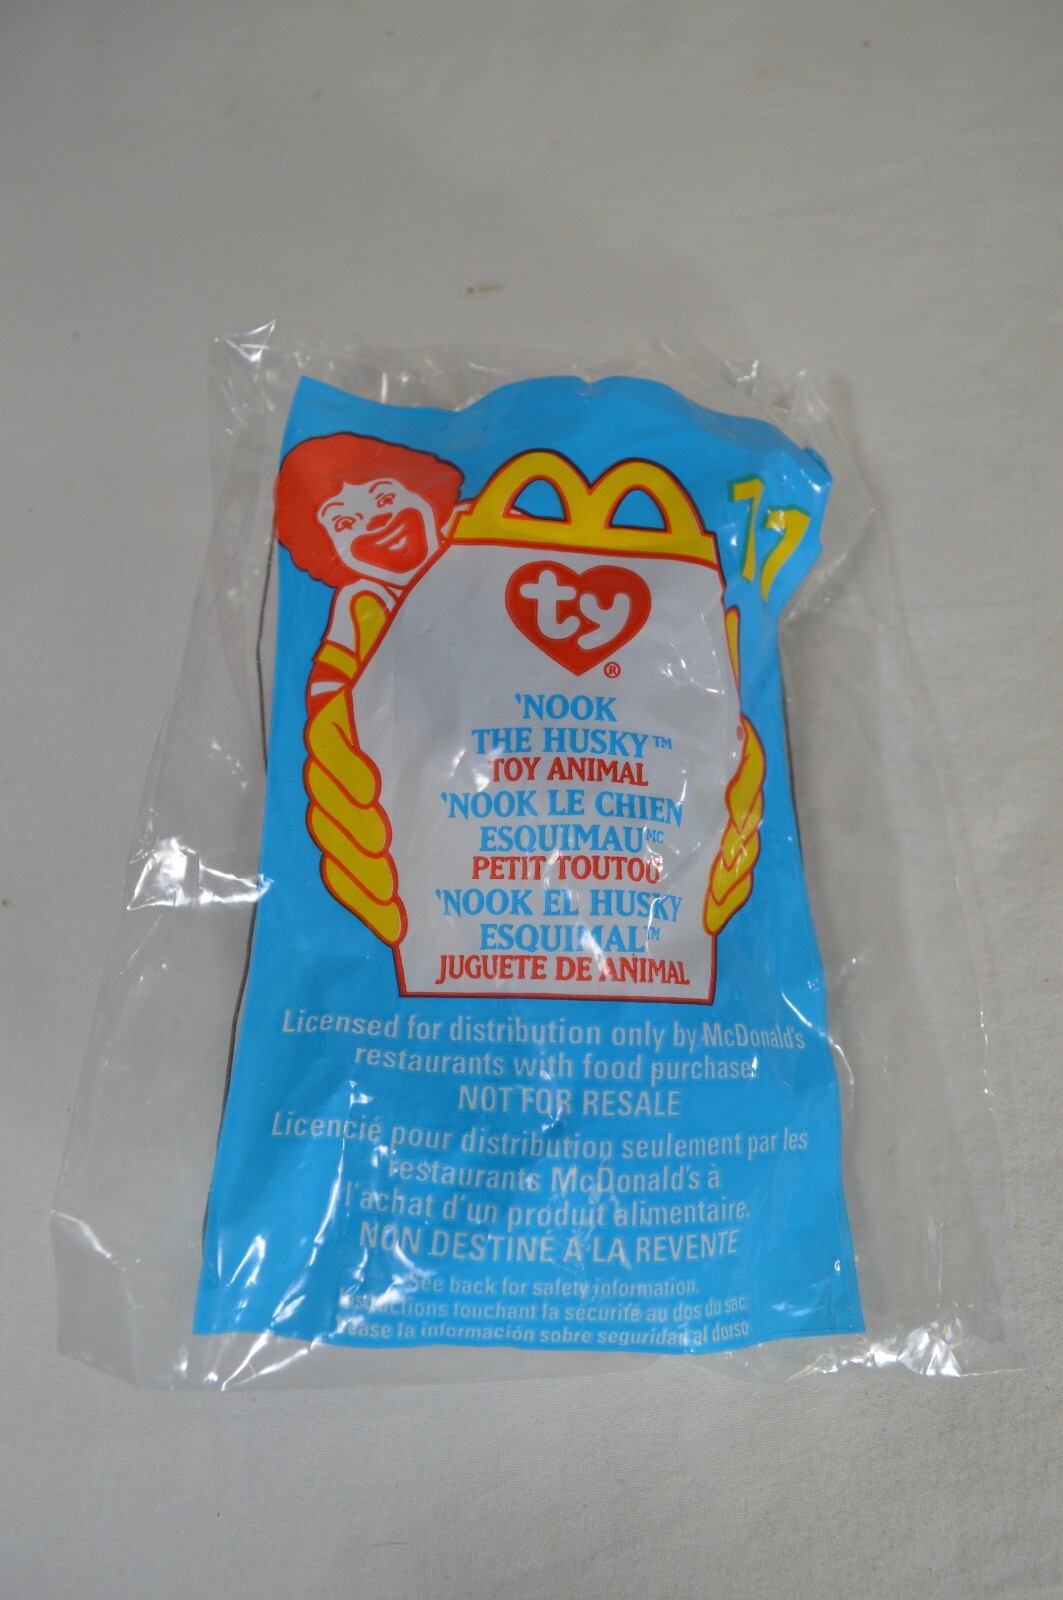 17
ty
®
'NOOK
THE HUSKY™
TOY ANIMAL
'NOOK LE CHIEN
ESQUIMAU MC
PETIT TOUTOU
'NOOK EL HUSKY
ESQUIMAL™
JUGUETE DE ANIMAL
Licensed for distribution only by McDonald's
restaurants with food purchase.
NOT FOR RESALE
Licencié pour distribution seulement par les
restaurants McDonald's à
l'achat d'un produit alimentaire.
NON DESTINÉ À LA REVENTE
See back for safety information.
Instructions touchant la sécurité au dos du sac
Véase la información sobre seguridad al dorso